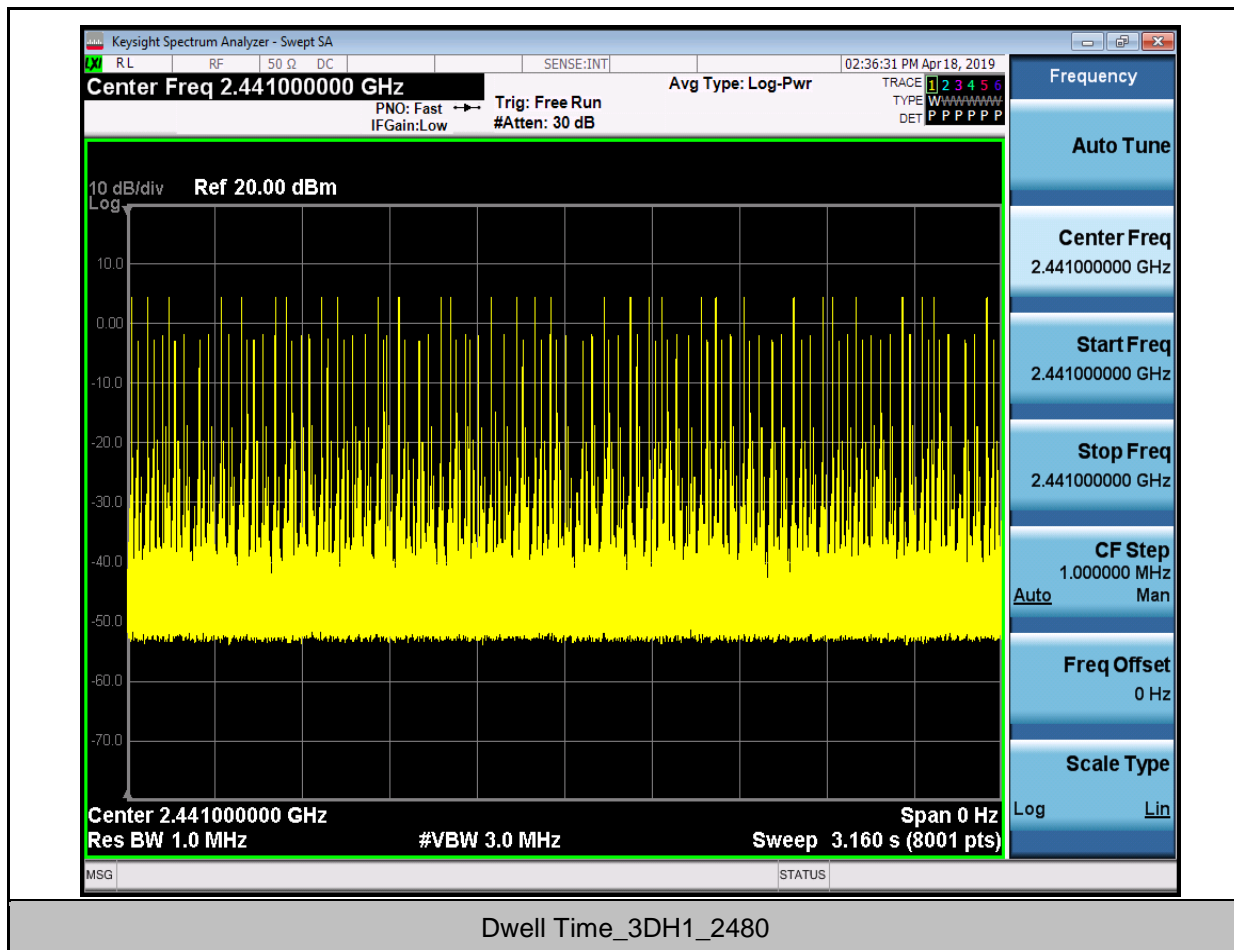 Keysight Spectrum Analyzer - Swept SA
LXI RL RF 50 Ω DC SENSE:INT 02:36:31 PM Apr 18, 2019
Center Freq 2.441000000 GHz
PNO: Fast
IFGain:Low
Trig: Free Run
#Atten: 30 dB
Avg Type: Log-Pwr
TRACE 1 2 3 4 5 6
TYPE WWWWWW
DET P P P P P P
10 dB/div Ref 20.00 dBm
Log
10.0
0.00
-10.0
-20.0
-30.0
-40.0
-50.0
-60.0
-70.0
Center 2.441000000 GHz Span 0 Hz
Res BW 1.0 MHz #VBW 3.0 MHz Sweep 3.160 s (8001 pts)
MSG STATUS
Frequency
Auto Tune
Center Freq
2.441000000 GHz
Start Freq
2.441000000 GHz
Stop Freq
2.441000000 GHz
CF Step
1.000000 MHz
Auto Man
Freq Offset
0 Hz
Scale Type
Log Lin
Dwell Time_3DH1_2480